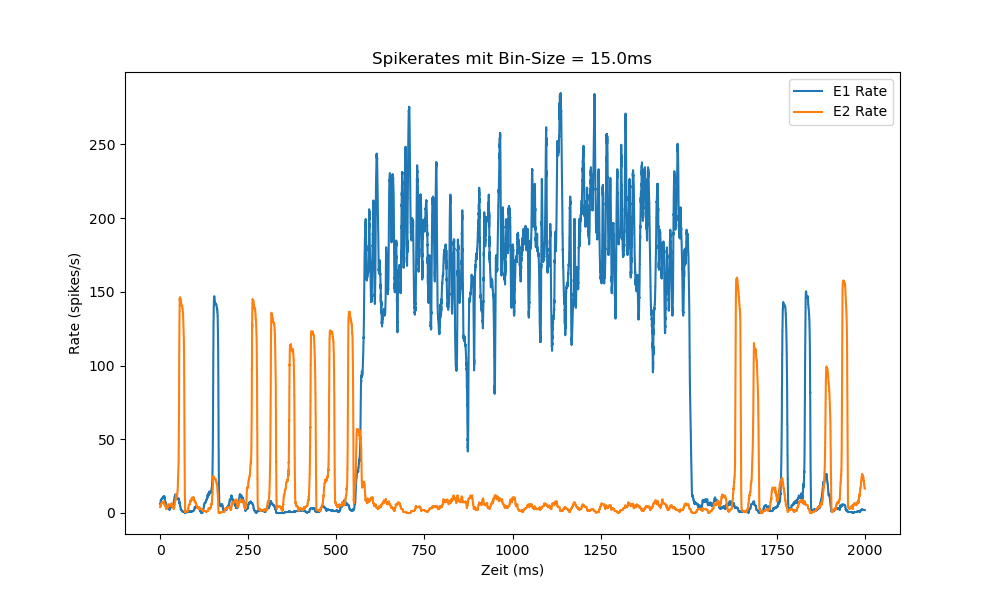 Spikerates mit Bin-Size = 15.0ms
E1 Rate
E2 Rate
Rate (spikes/s)
250
200
150
100
50
0
0 250 500 750 1000 1250 1500 1750 2000
Zeit (ms)